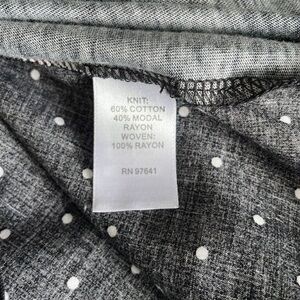 KNIT:
60% COTTON
40% MODAL
RAYON
WOVEN:
100% RAYON
RN 97641